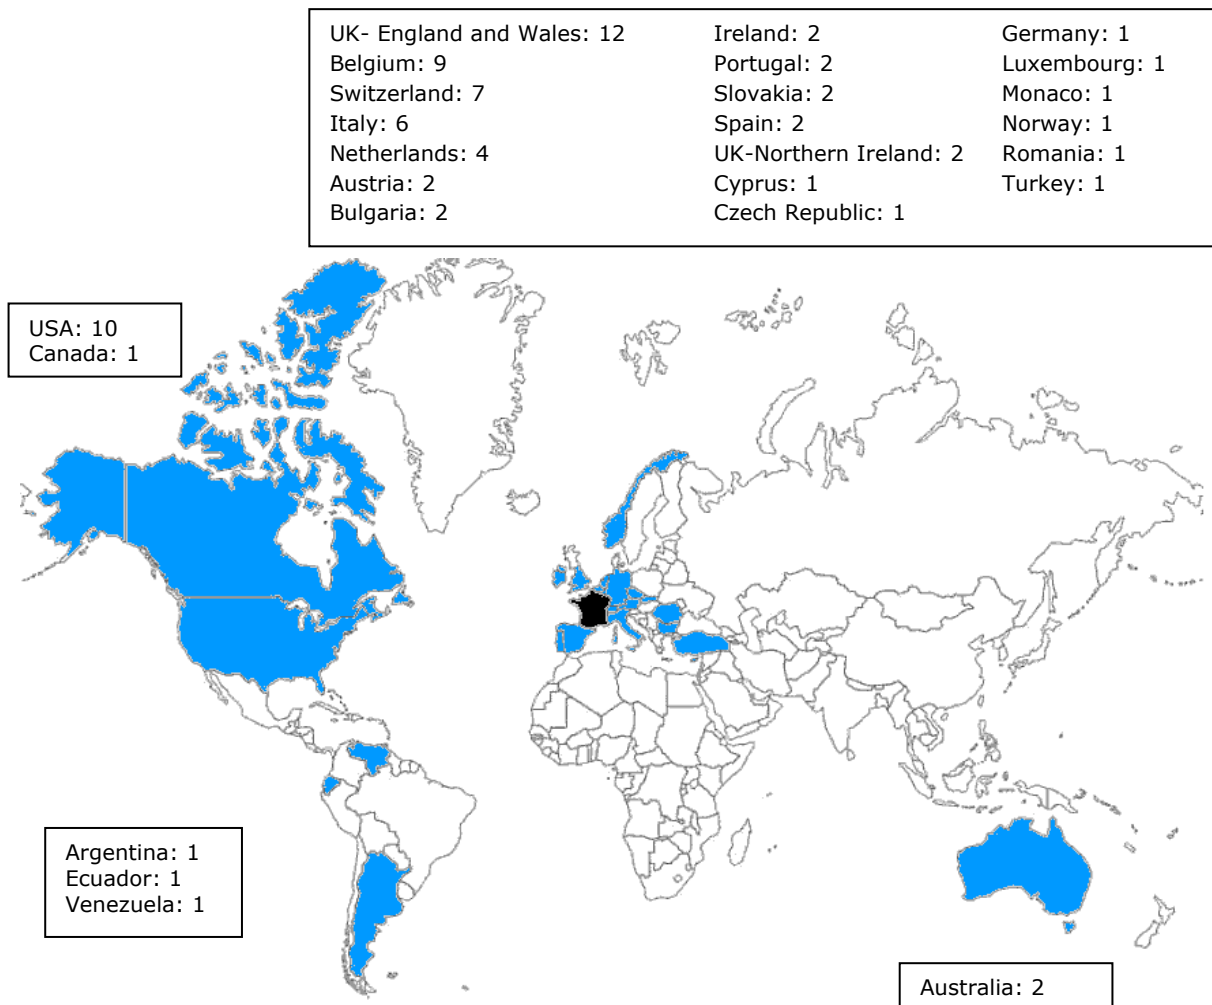 UK- England and Wales: 12
Belgium: 9
Switzerland: 7
Italy: 6
Netherlands: 4
Austria: 2
Bulgaria: 2
Ireland: 2
Portugal: 2
Slovakia: 2
Spain: 2
UK-Northern Ireland: 2
Cyprus: 1
Czech Republic: 1
Germany: 1
Luxembourg: 1
Monaco: 1
Norway: 1
Romania: 1
Turkey: 1
USA: 10
Canada: 1
Argentina: 1
Ecuador: 1
Venezuela: 1
Australia: 2